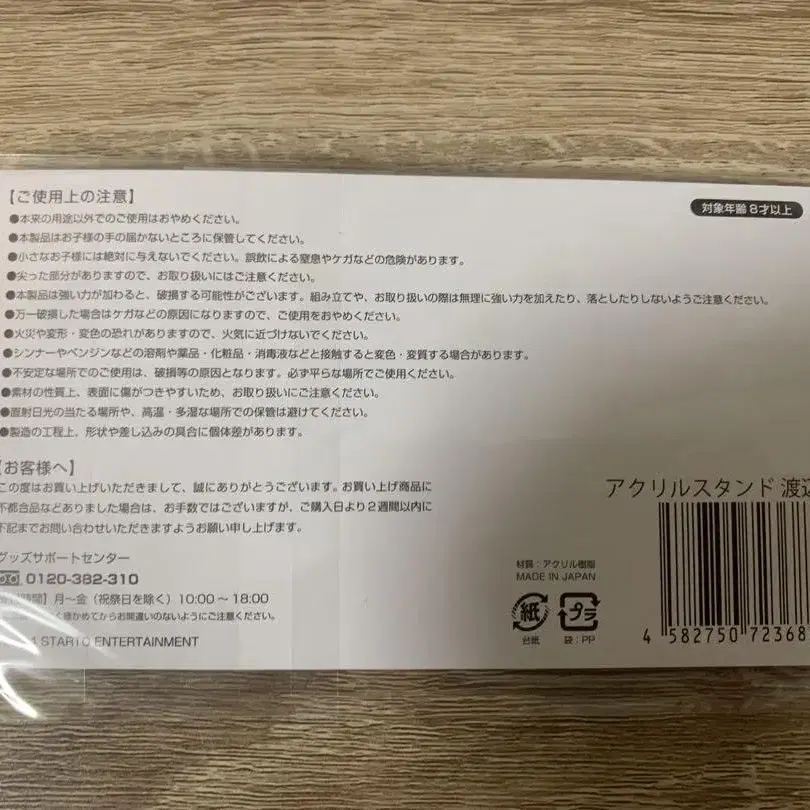 【ご使用上の注意】
対象年齢8才以上
●本来の用途以外でのご使用はおやめください。
●本製品はお子様の手の届かないところに保管してください。
●小さなお子様には絶対に与えないでください。誤飲による窒息やケガなどの危険があります。
●尖った部分がありますので、お取り扱いにはご注意ください。
●本製品は強い力が加わると、破損する可能性がございます。組み立てや、お取り扱いの際は無理に強い力を加えたり、落としたりしないようご注意ください。
●万一破損した場合はケガなどの原因になりますので、ご使用をおやめください。
●火災や変形・変色の恐れがありますので、火気に近づけないでください。
●シンナーやベンジンなどの溶剤や薬品・化粧品・消毒液などと接触すると変色・変質する場合があります。
●不安定な場所でのご使用は、破損等の原因となります。必ず平らな場所でご使用ください。
●素材の性質上、表面に傷がつきやすいため、お取り扱いにご注意ください。
●直射日光の当たる場所や、高温・多湿な場所での保管は避けてください。
●製造の工程上、形状や差し込みの具合に個体差があります。
【お客様へ】
この度はお買い上げいただきまして、誠にありがとうございます。お買い上げ商品に
不都合品などありました場合は、お手数ではございますが、ご購入日より2週間以内に
下記までお問い合わせいただきますようお願い申し上げます。
グッズサポートセンター
0120-382-310
時間】月〜金（祝祭日を除く）10:00〜18:00
確かめてからお間違いのないようにご注意ください。
STARTO ENTERTAINMENT
アクリルスタンド 渡辺
材質：アクリル樹脂
MADE IN JAPAN
紙 プラ
台紙 袋：PP
4 582750 72368